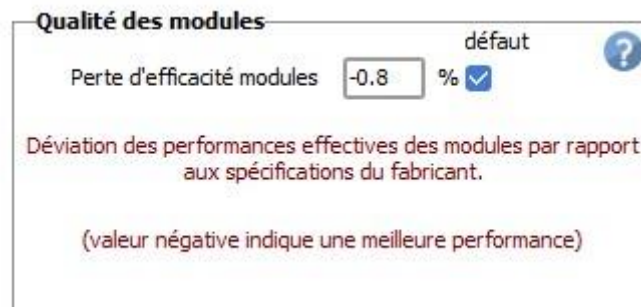 Qualité des modules
défaut
?
Perte d'efficacité modules -0.8 %
Déviation des performances effectives des modules par rapport
aux spécifications du fabricant.
(valeur négative indique une meilleure performance)